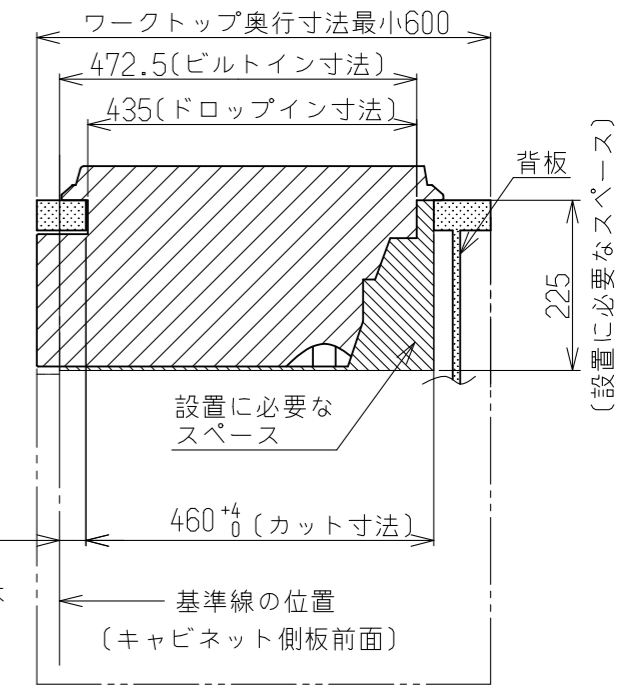 ワークトップ奥行寸法最小600
472.5(ビルトイン寸法)
435(ドロップイン寸法)
背板
225
(設置に必要なスペース)
設置に必要な
スペース
460 +4 0 (カット寸法)
基準線の位置
(キャビネット側板前面)